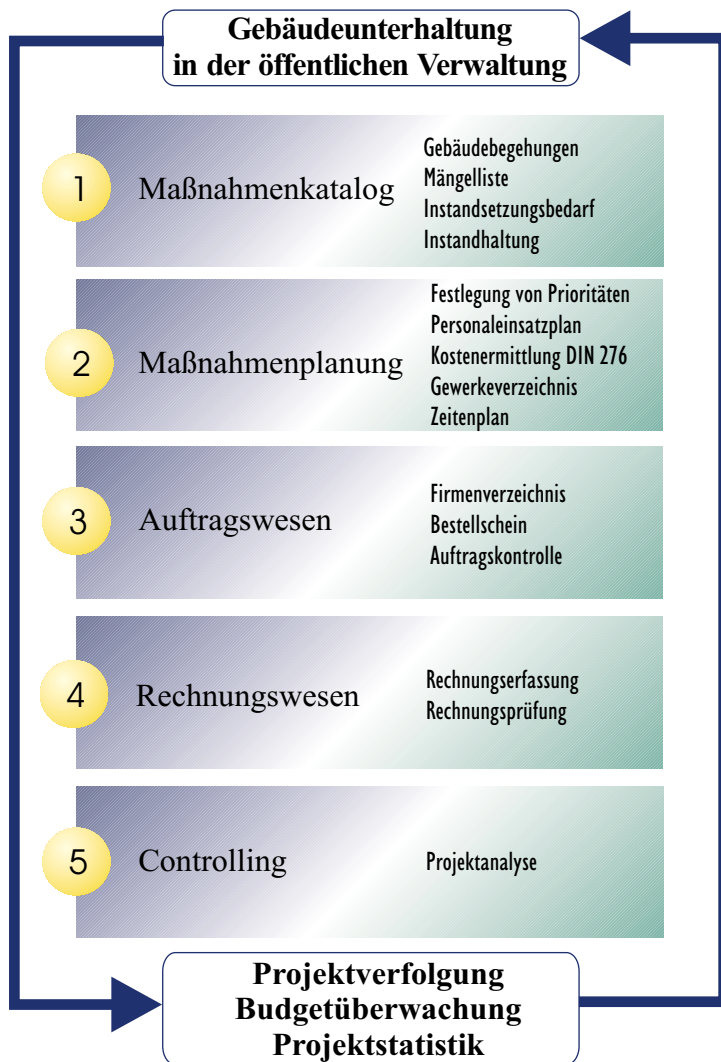 Gebäudeunterhaltung
in der öffentlichen Verwaltung
1
Maßnahmenkatalog
Gebäudebegehungen
Mängelliste
Instandsetzungsbedarf
Instandhaltung
2
Maßnahmenplanung
Festlegung von Prioritäten
Personaleinsatzplan
Kostenermittlung DIN 276
Gewerkeverzeichnis
Zeitenplan
3
Auftragswesen
Firmenverzeichnis
Bestellschein
Auftragskontrolle
4
Rechnungswesen
Rechnungserfassung
Rechnungsprüfung
5
Controlling
Projektanalyse
Projektverfolgung
Budgetüberwachung
Projektstatistik